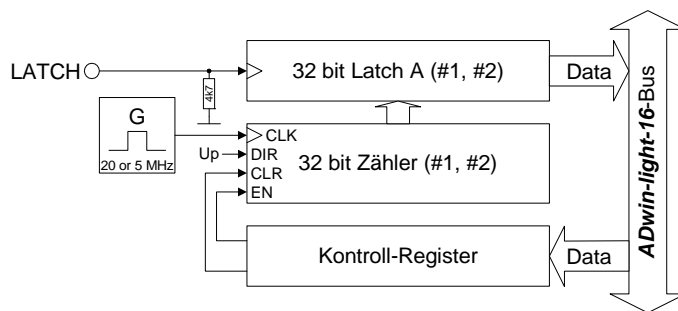 LATCH
4k7
32 bit Latch A (#1, #2)
Data
G
20 or 5 MHz
CLK
Up
DIR
CLR
EN
32 bit Zähler (#1, #2)
Kontroll-Register
Data
ADwin-light-16-Bus